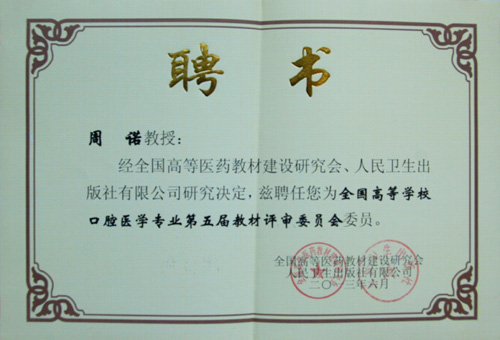 聘书
周 诺教授：
经全国高等医药教材建设研究会、人民卫生出
版社有限公司研究决定，兹聘任您为全国高等学校
口腔医学专业第五届教材评审委员会委员。
全国高等医药教材建设研究会
人民卫生出版社有限公司
二〇一三年六月